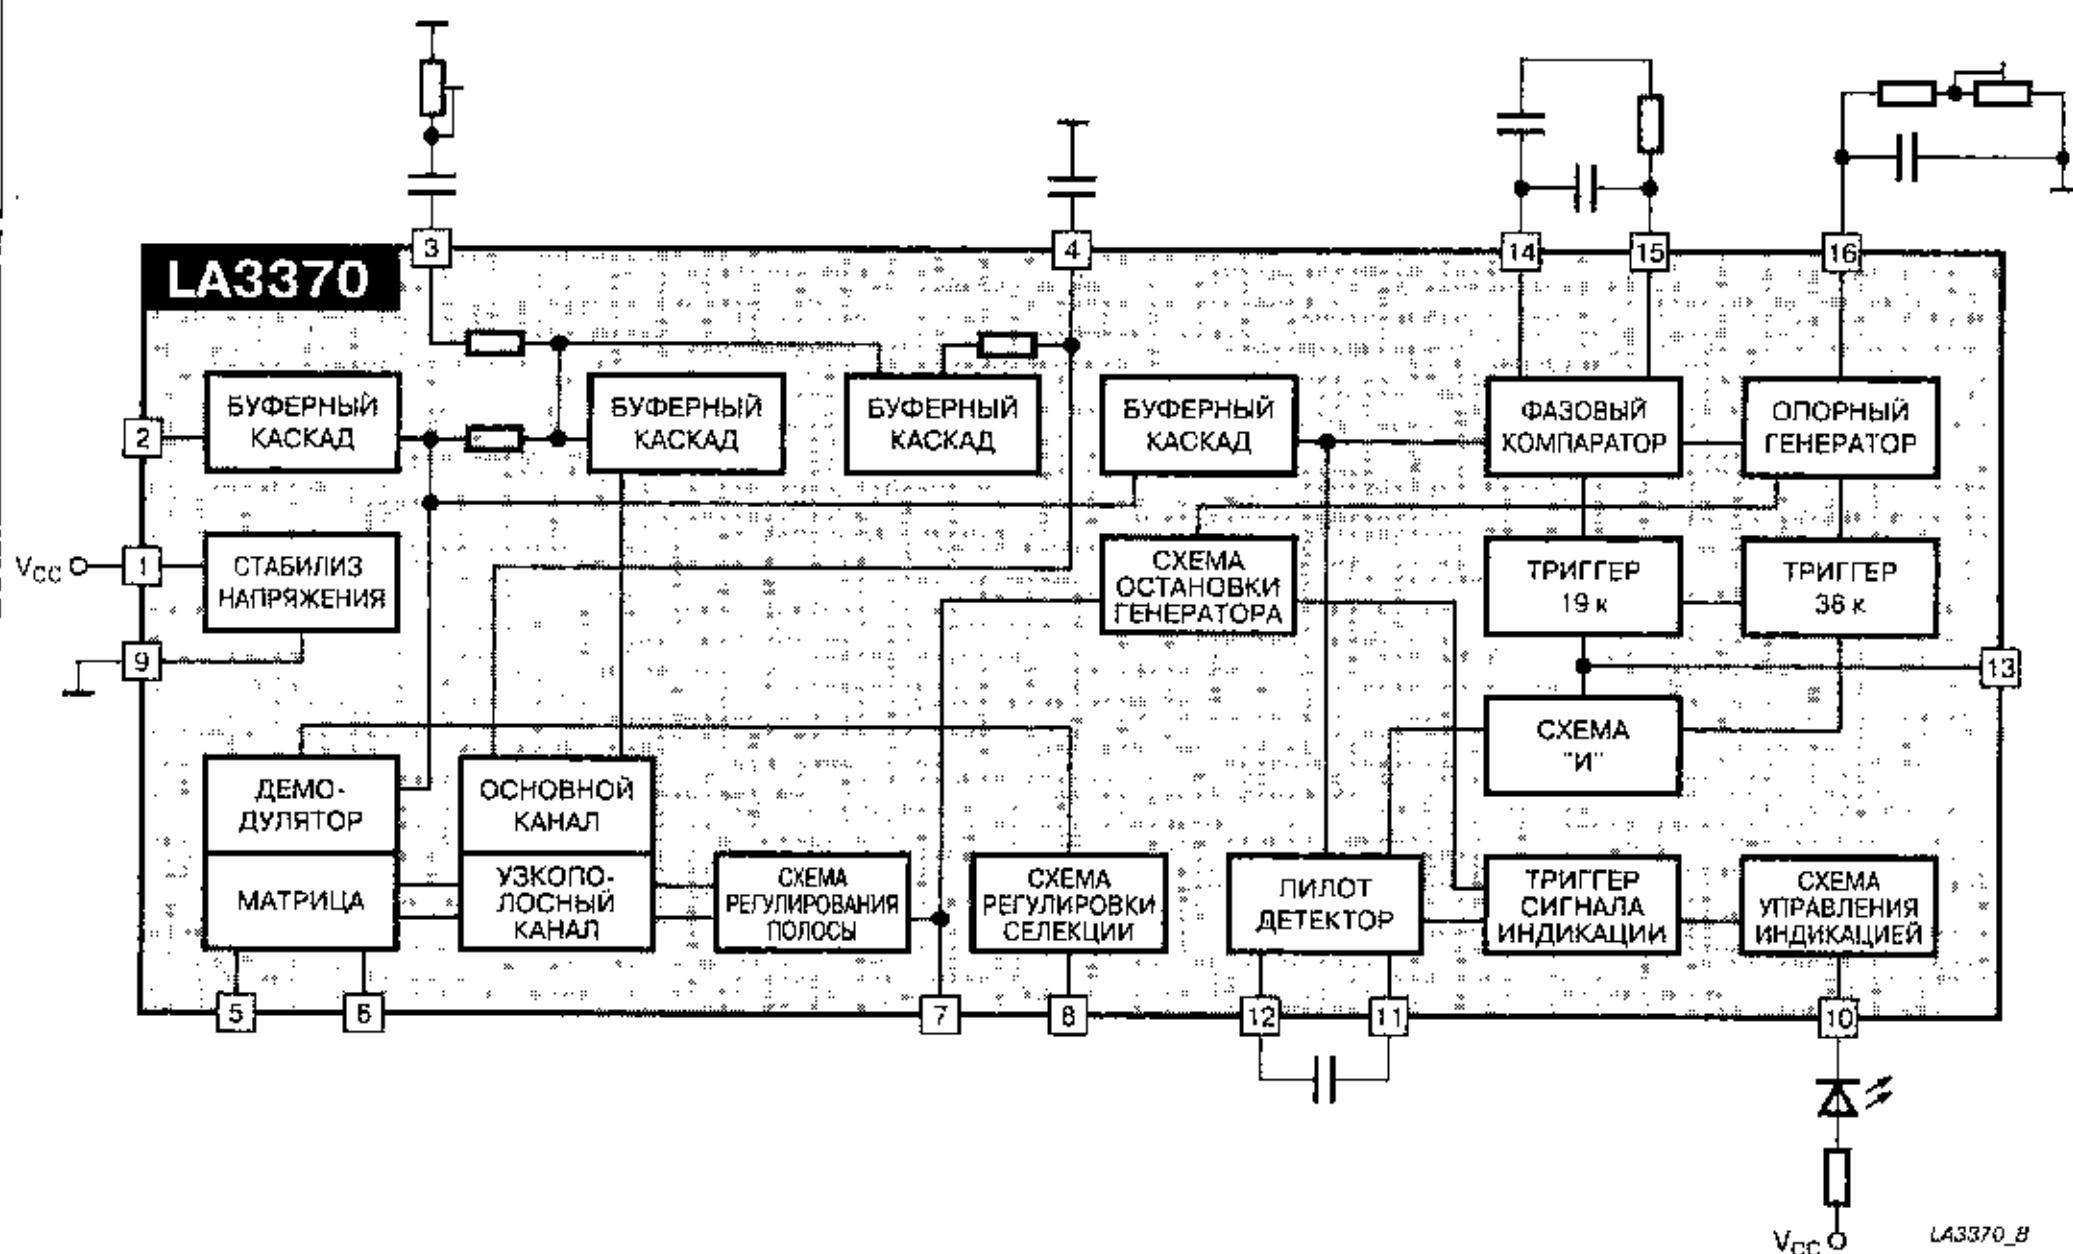 3
4
14
15
16
LA3370
БУФЕРНЫЙ
КАСКАД
БУФЕРНЫЙ
КАСКАД
БУФЕРНЫЙ
КАСКАД
БУФЕРНЫЙ
КАСКАД
ФАЗОВЫЙ
КОМПАРАТОР
ОПОРНЫЙ
ГЕНЕРАТОР
2
VCC
1
СТАБИЛИЗ
НАПРЯЖЕНИЯ
СХЕМА
ОСТАНОВКИ
ГЕНЕРАТОРА
ТРИГГЕР
19 к
ТРИГГЕР
38 к
9
13
СХЕМА
"И"
ДЕМО-
ДУЛЯТОР
ОСНОВНОЙ
КАНАЛ
МАТРИЦА
УЗКОПО-
ЛОСНЫЙ
КАНАЛ
СХЕМА
РЕГУЛИРОВАНИЯ
ПОЛОСЫ
СХЕМА
РЕГУЛИРОВКИ
СЕЛЕКЦИИ
ПИЛОТ
ДЕТЕКТОР
ТРИГГЕР
СИГНАЛА
ИНДИКАЦИИ
СХЕМА
УПРАВЛЕНИЯ
ИНДИКАЦИЕЙ
5
6
7
8
12
11
10
VCC
LA3370_B